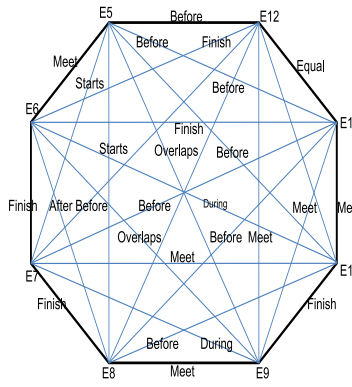 E5
Before
E12
Before
Finish
Meet
Equal
Starts
Before
E6
E1
Finish
Starts
Overlaps
Before
Finish
After
Before
Before
During
Meet
Me
Overlaps
Before
Meet
Meet
E7
E1
Finish
Finish
Before
During
E8
Meet
E9